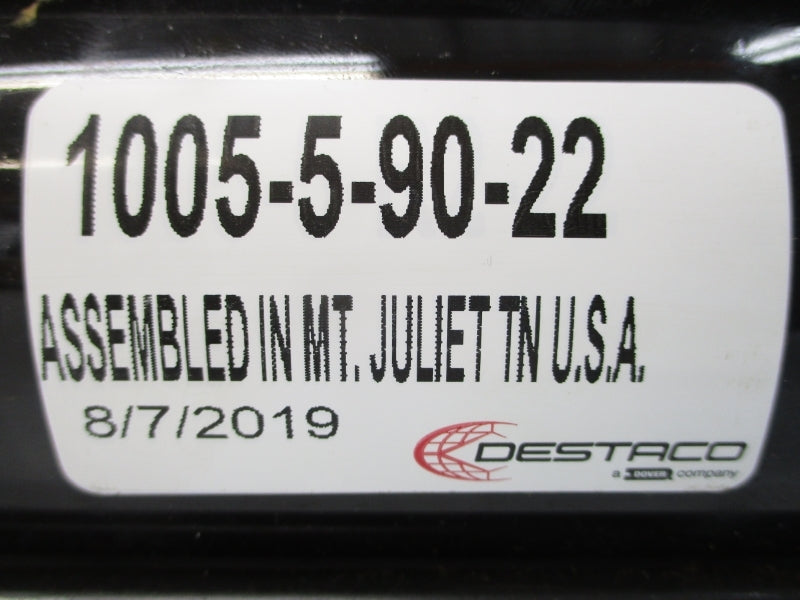 1005-5-90-22
ASSEMBLED IN MT. JULIET TN U.S.A.
8/7/2019
DESTACO
a DOVER company